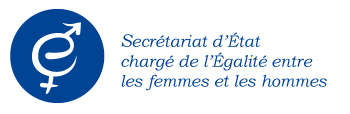 Secrétariat d’État
chargé de l’Égalité entre
les femmes et les hommes